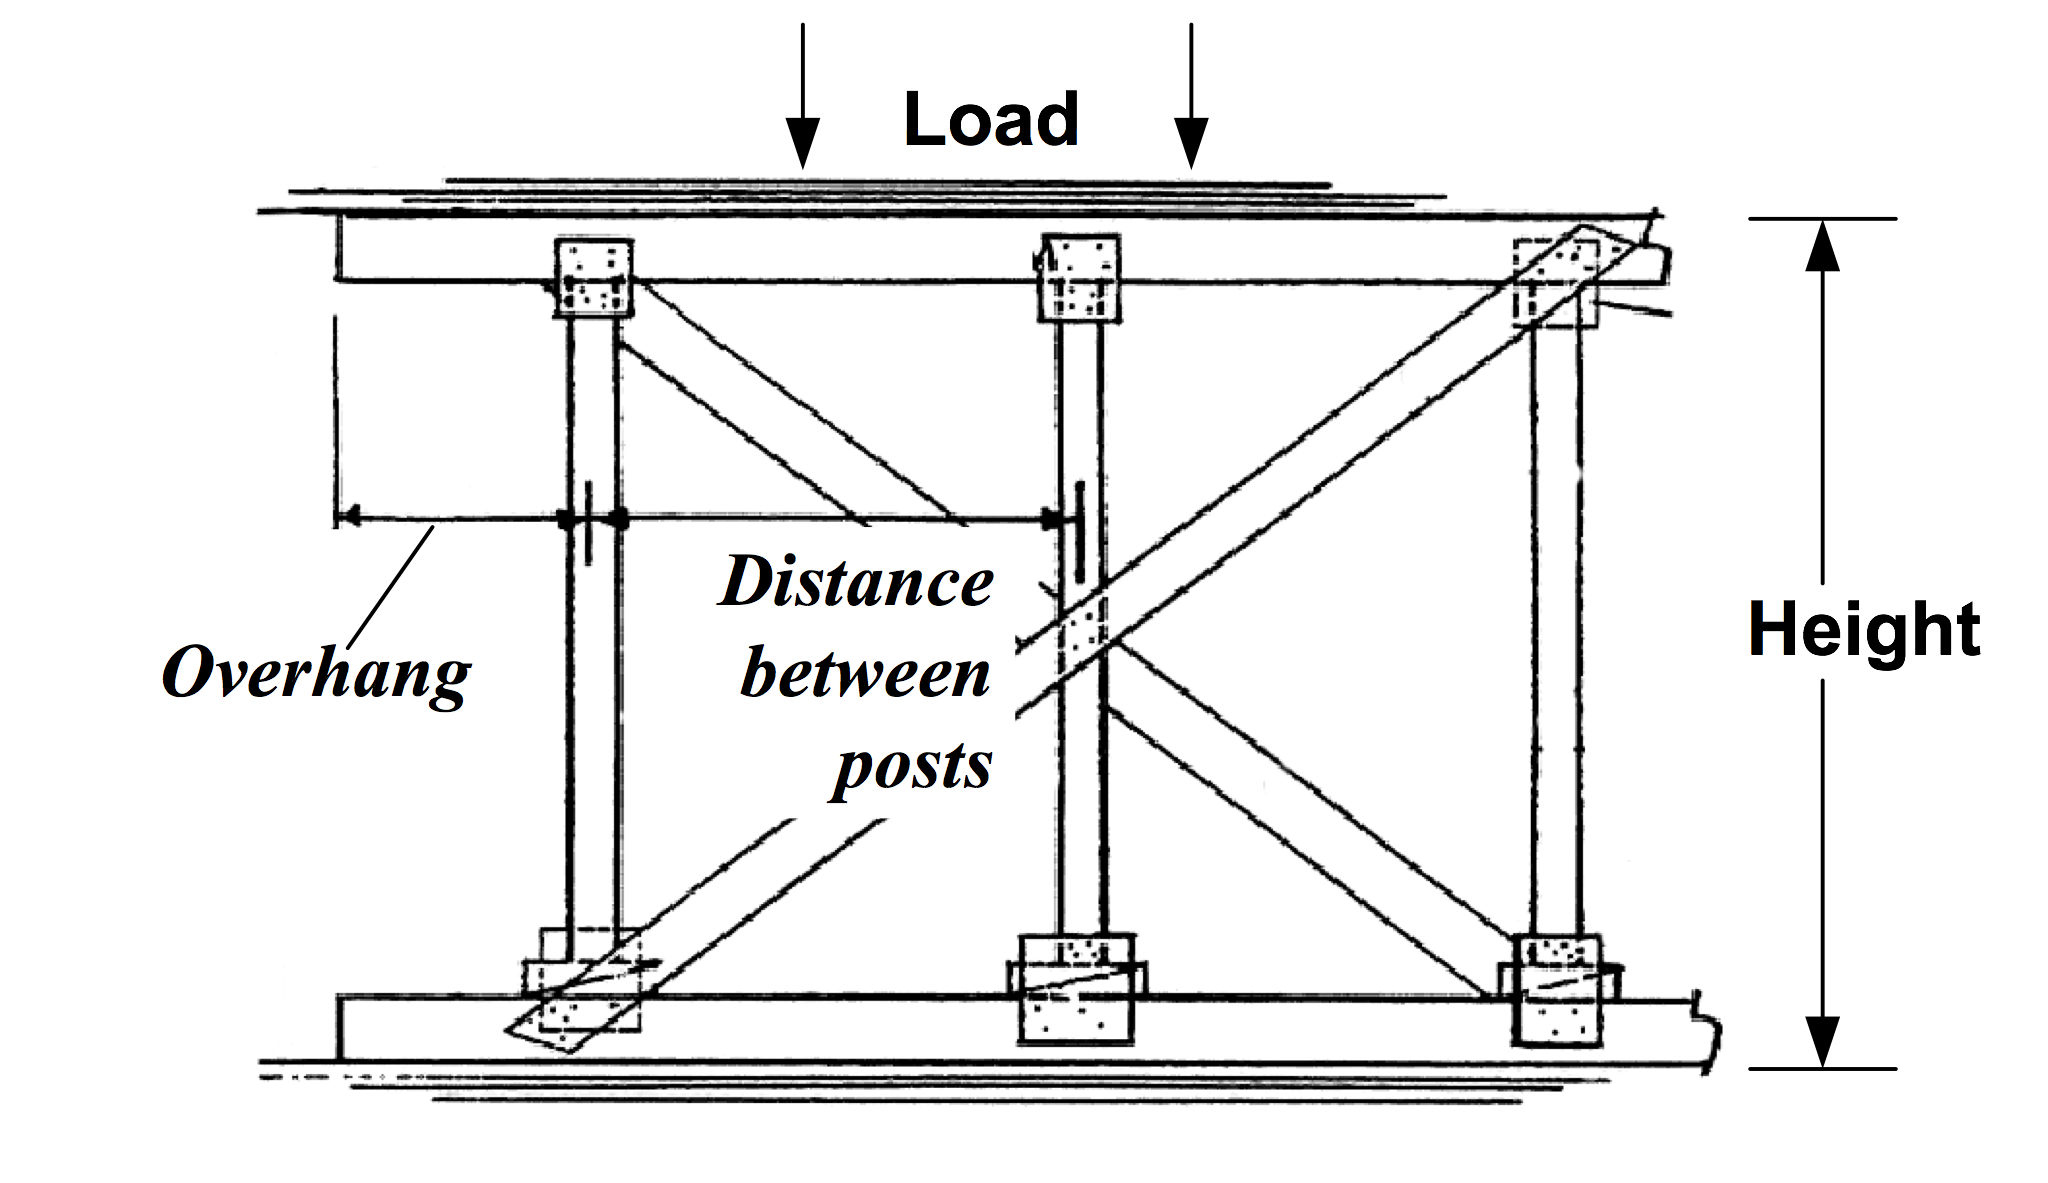 Load
Distance
between
posts
Overhang
Height